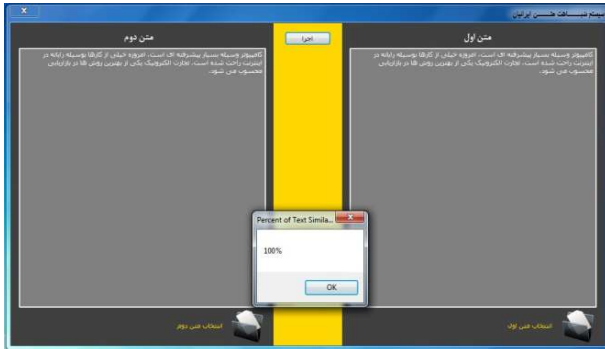 سیستم شبـــاهت متـــن ایرانیان
X
متن اول
اجرا
متن دوم
کامپیوتر وسیله بسیار پیشرفته ای است. امروزه خیلی از کارها بوسیله رایانه در
اینترنت راحت شده است. تجارت الکترونیک یکی از بهترین روش ها در بازاریابی
محسوب می شود.
کامپیوتر وسیله بسیار پیشرفته ای است. امروزه خیلی از کارها بوسیله رایانه در
اینترنت راحت شده است. تجارت الکترونیک یکی از بهترین روش ها در بازاریابی
محسوب می شود.
Percent of Text Simila...
100%
OK
انتخاب متن اول
انتخاب متن دوم